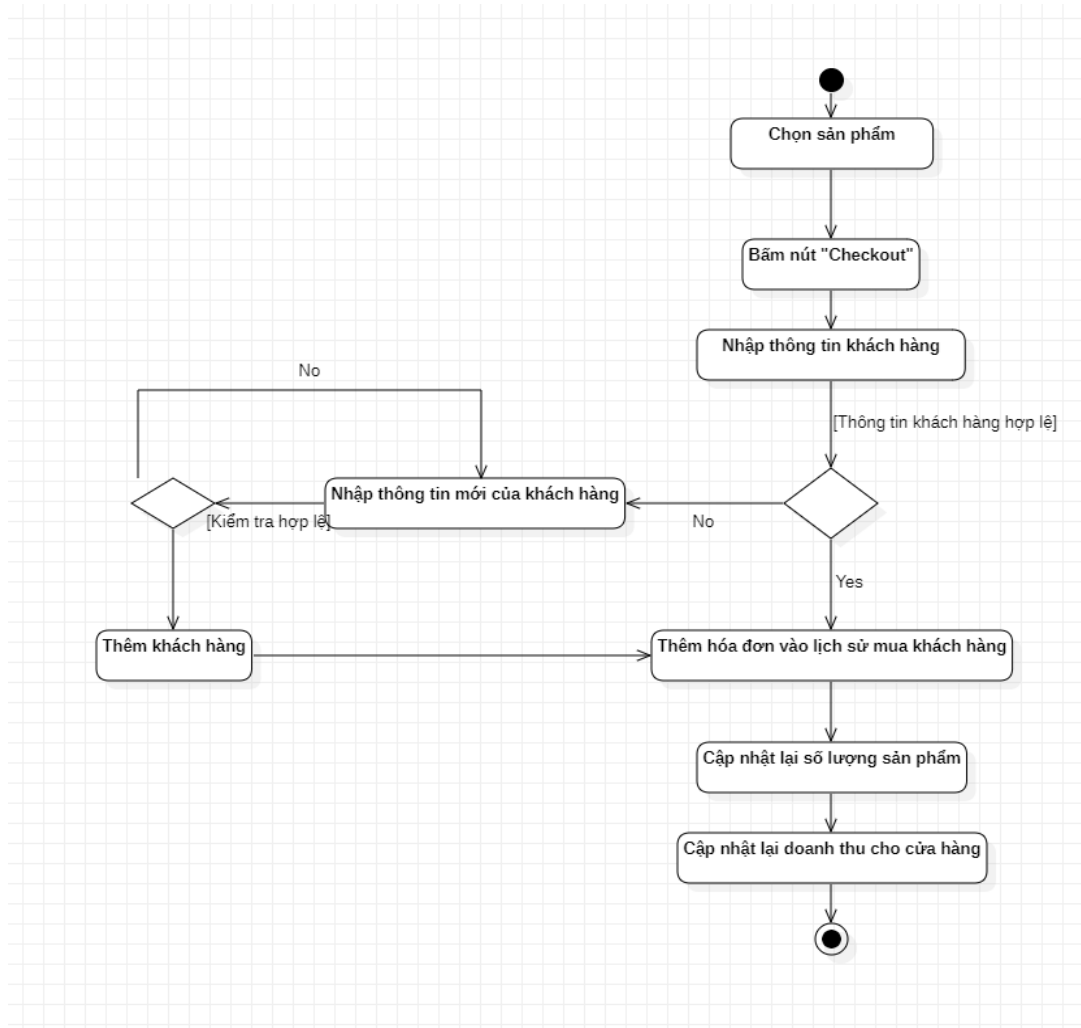 Chọn sản phẩm
Bấm nút "Checkout"
Nhập thông tin khách hàng
No
[Thông tin khách hàng hợp lệ]
Nhập thông tin mới của khách hàng
[Kiểm tra hợp lệ]
No
Yes
Thêm khách hàng
Thêm hóa đơn vào lịch sử mua khách hàng
Cập nhật lại số lượng sản phẩm
Cập nhật lại doanh thu cho cửa hàng